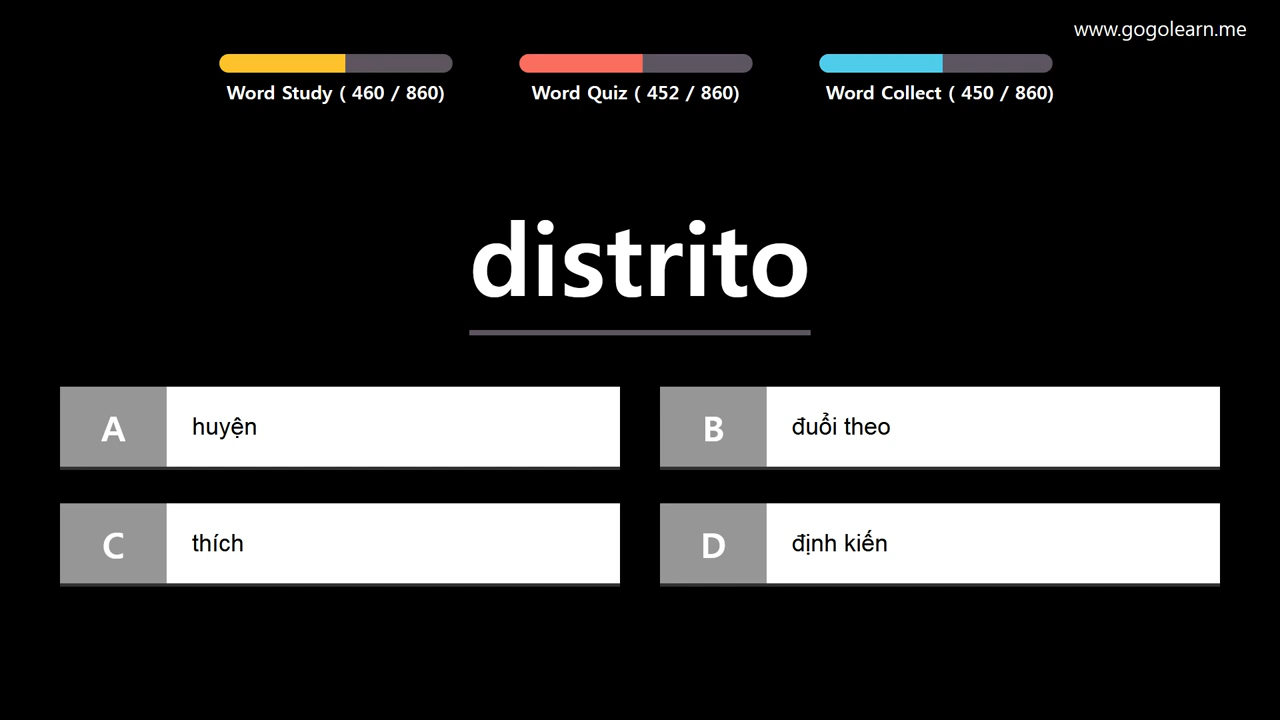 www.gogolearn.me
Word Study ( 460 / 860)
Word Quiz ( 452 / 860)
Word Collect ( 450 / 860)
distrito
A huyện
B đuổi theo
C thích
D định kiến